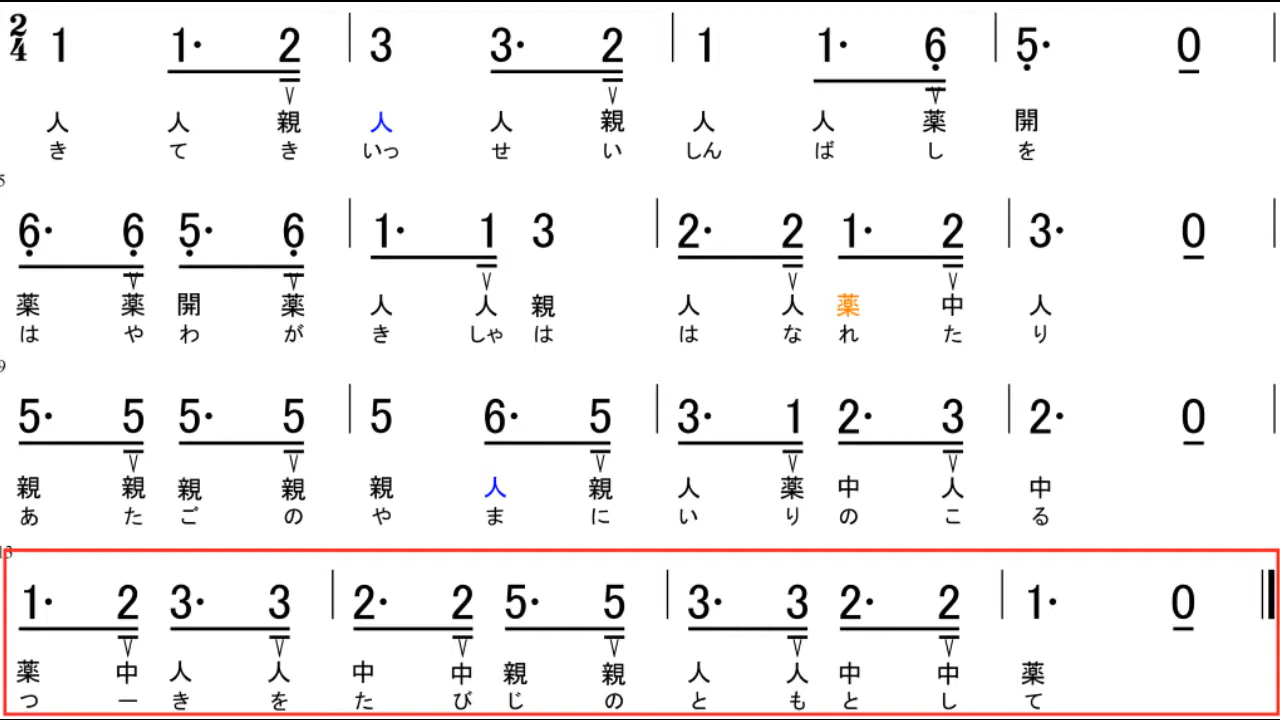 2/4 1 1· 2 | 3 3· 2 | 1 1· 6 | 5· 0 |
人 人 親 人 人 親 人 人 薬 開
き て き いっ せ い しん ば し を
5
6· 6 5· 6 | 1· 1 3 | 2· 2 1· 2 | 3· 0 |
薬 薬 開 薬 人 人 親 人 人 薬 中 人
は や わ が き しゃ は は な れ た り
9
5· 5 5· 5 | 5 6· 5 | 3· 1 2· 3 | 2· 0 |
親 親 親 親 親 人 親 人 薬 中 人 中
あ た ご の や ま に い り の こ る
13
1· 2 3· 3 | 2· 2 5· 5 | 3· 3 2· 2 | 1· 0
薬 中 人 人 中 中 親 親 人 人 中 中 薬
つ ー き を た び じ の と も と し て